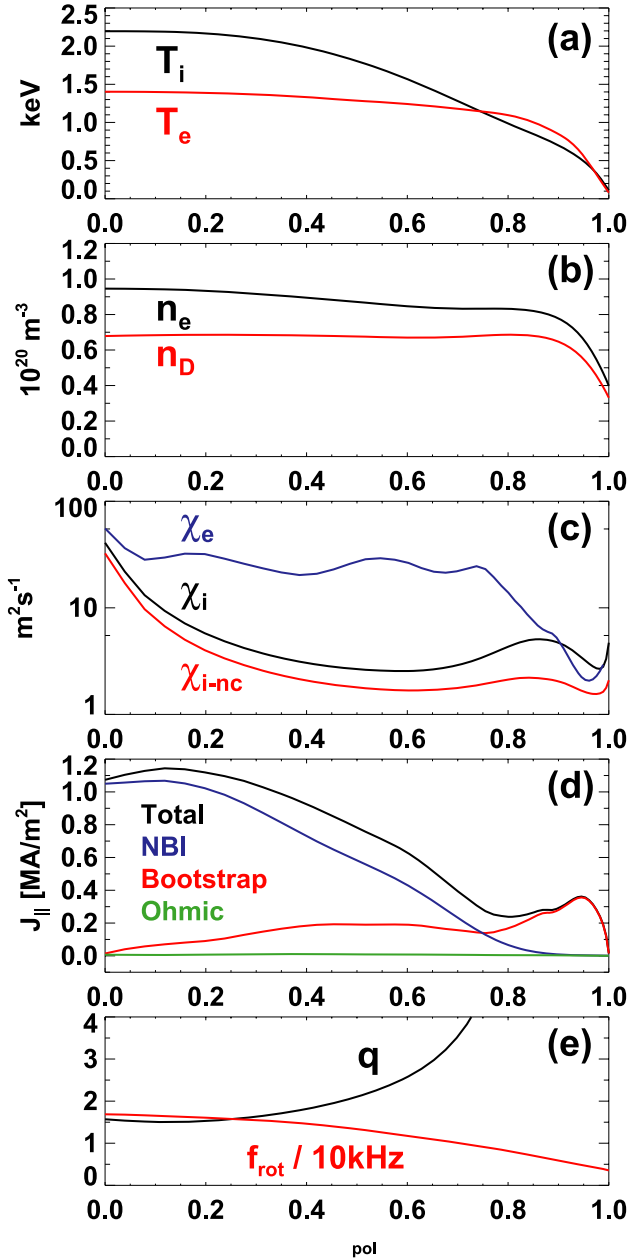 (a)
2.5
2.0
1.5
1.0
0.5
0.0
keV
T_i
T_e
0.0 0.2 0.4 0.6 0.8 1.0
(b)
1.2
1.0
0.8
0.6
0.4
0.2
0.0
10^20 m^-3
n_e
n_D
0.0 0.2 0.4 0.6 0.8 1.0
(c)
100
10
1
m^2s^-1
χ_e
χ_i
χ_i-nc
0.0 0.2 0.4 0.6 0.8 1.0
(d)
1.2
1.0
0.8
0.6
0.4
0.2
0.0
J_|| [MA/m^2]
Total
NBI
Bootstrap
Ohmic
0.0 0.2 0.4 0.6 0.8 1.0
(e)
4
3
2
1
0
q
f_rot / 10kHz
0.0 0.2 0.4 0.6 0.8 1.0
pol